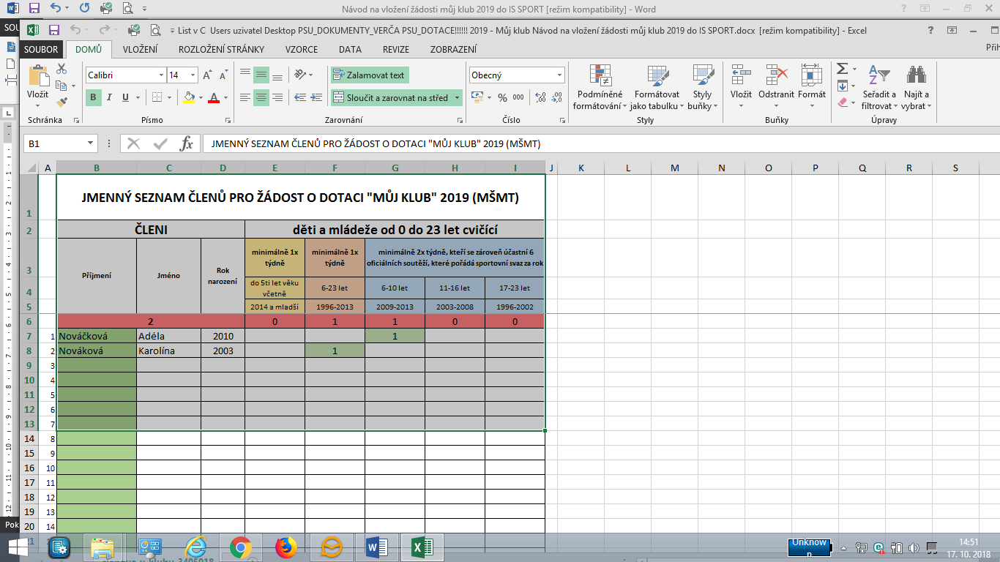 Návod na vložení žádosti můj klub 2019 do IS SPORT [režim kompatibility] - Word
SOU
List v C Users uzivatel Desktop PSU_DOKUMENTY_VERČA PSU_DOTACE!!!!!! 2019 - Můj klub Návod na vložení žádosti můj klub 2019 do IS SPORT.docx [režim kompatibility] - Excel
SOUBOR DOMŮ VLOŽENÍ ROZLOŽENÍ STRÁNKY VZORCE DATA REVIZE ZOBRAZENÍ Přih
Vložit
Calibri 14
B I U
Zalamovat text
Sloučit a zarovnat na střed
Obecný
% 000
Podmíněné formátování
Formátovat jako tabulku
Styly buňky
Vložit Odstranit Formát
Seřadit a filtrovat
Najít a vybrat
Schránka Písmo Zarovnání Číslo Styly Buňky Úpravy
B1 JMENNÝ SEZNAM ČLENŮ PRO ŽÁDOST O DOTACI "MŮJ KLUB" 2019 (MŠMT)
A B C D E F G H I J K L M N O P Q R S
1 JMENNÝ SEZNAM ČLENŮ PRO ŽÁDOST O DOTACI "MŮJ KLUB" 2019 (MŠMT)
2 ČLENI děti a mládeže od 0 do 23 let cvičící
3 Příjmení Jméno Rok narození minimálně 1x týdně minimálně 1x týdně minimálně 2x týdně, kteří se zároveň účastní 6 oficiálních soutěží, které pořádá sportovní svaz za rok
4 do 5ti let věku včetně 6-23 let 6-10 let 11-16 let 17-23 let
5 2014 a mladší 1996-2013 2009-2013 2003-2008 1996-2002
6 2 0 1 1 0 0
7 1 Nováčková Adéla 2010 1
8 2 Nováková Karolína 2003 1
9 3
10 4
11 5
12 6
13 7
14 8
15 9
16 10
17 11
18 12
19 13
20 14
21
Pok
Unknown
14:51
17. 10. 2018